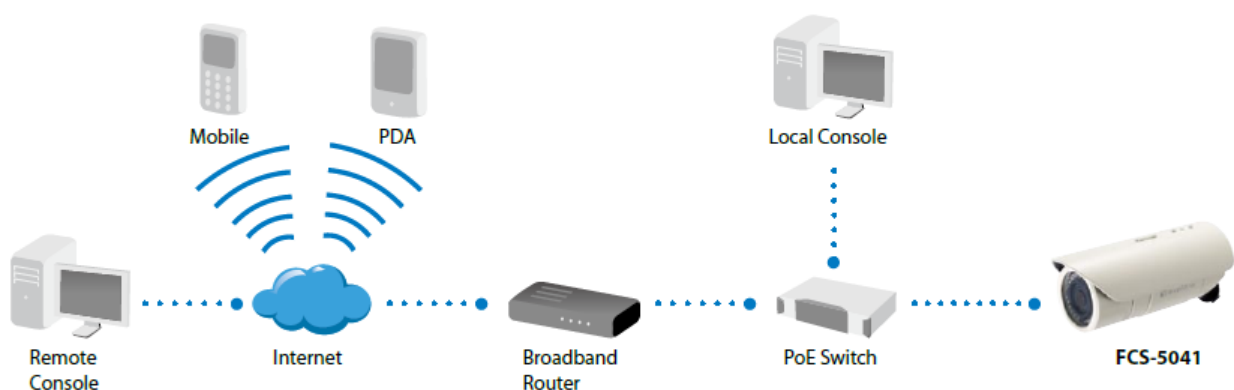 Mobile
PDA
Local Console
Remote
Console
Internet
Broadband
Router
PoE Switch
FCS-5041